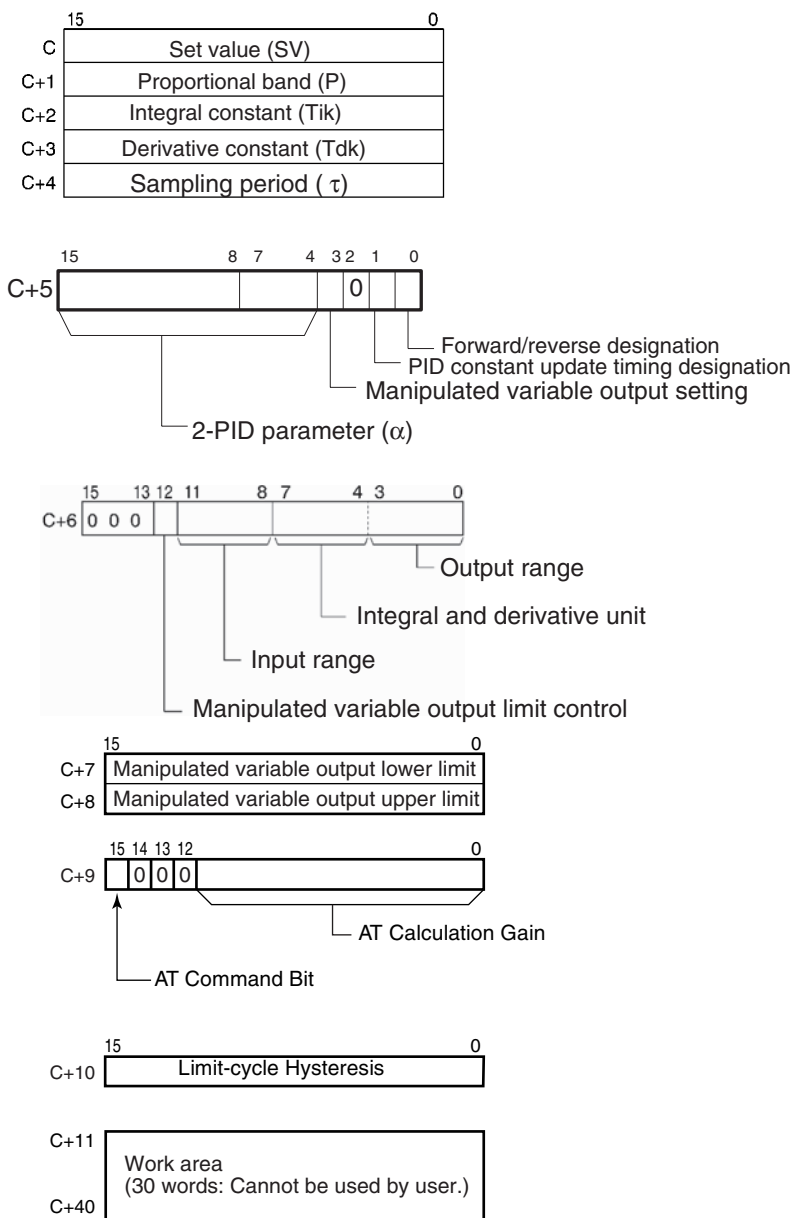 15 0
C Set value (SV)
C+1 Proportional band (P)
C+2 Integral constant (Tik)
C+3 Derivative constant (Tdk)
C+4 Sampling period ( τ)
15 8 7 4 3 2 1 0
C+5 0
Forward/reverse designation
PID constant update timing designation
Manipulated variable output setting
2-PID parameter (α)
15 13 12 11 8 7 4 3 0
C+6 0 0 0
Output range
Integral and derivative unit
Input range
Manipulated variable output limit control
15 0
C+7 Manipulated variable output lower limit
C+8 Manipulated variable output upper limit
15 14 13 12 0
C+9 0 0 0
AT Calculation Gain
AT Command Bit
15 0
C+10 Limit-cycle Hysteresis
C+11
Work area
(30 words: Cannot be used by user.)
C+40